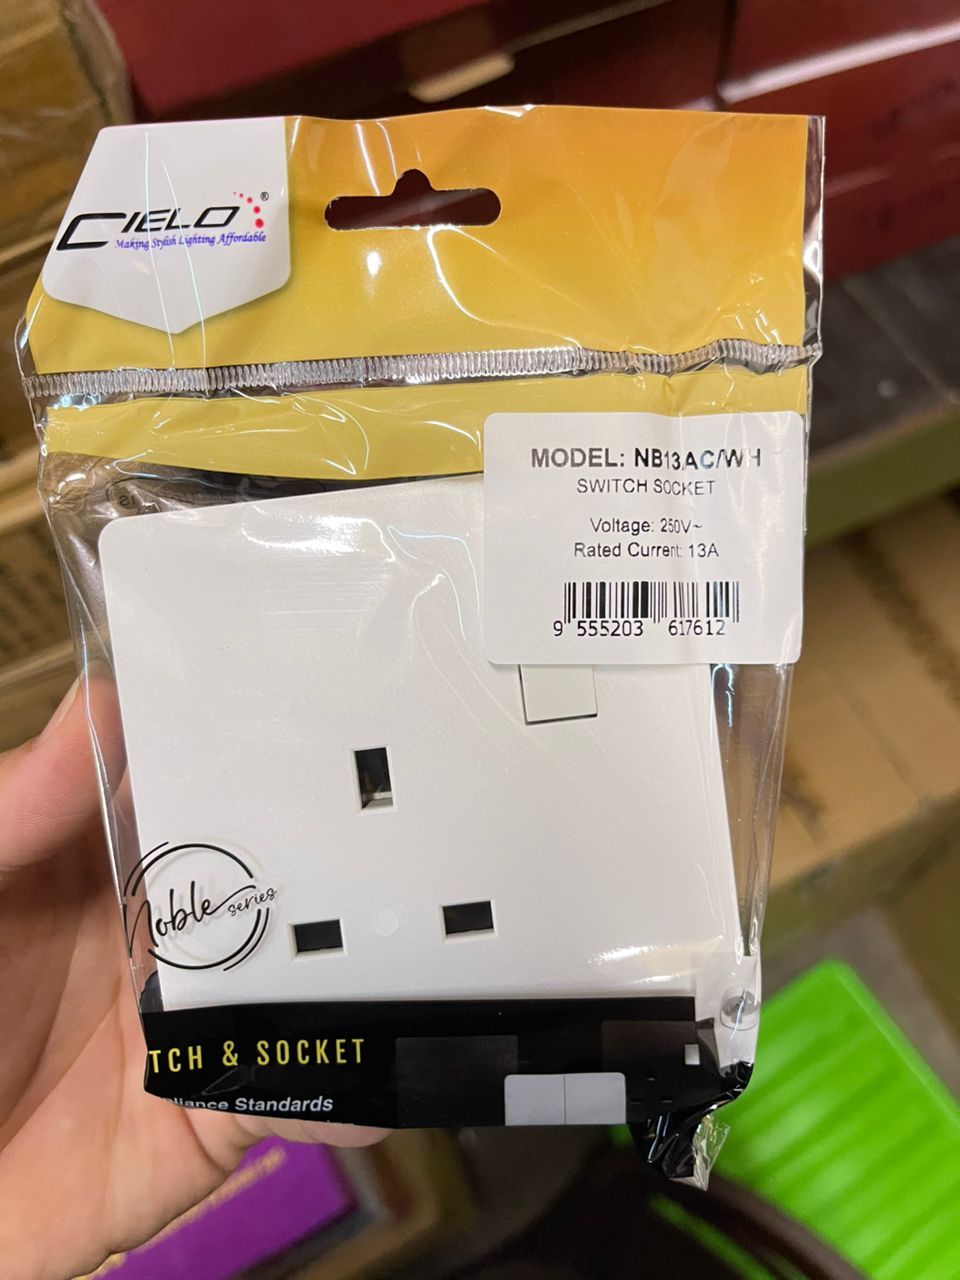 CIELO ®
Making Stylish Lighting Affordable
MODEL: NB13AC/WH
SWITCH SOCKET
Voltage: 250V~
Rated Current: 13A
9 555203 617612
Noble series
TCH & SOCKET
pliance Standards